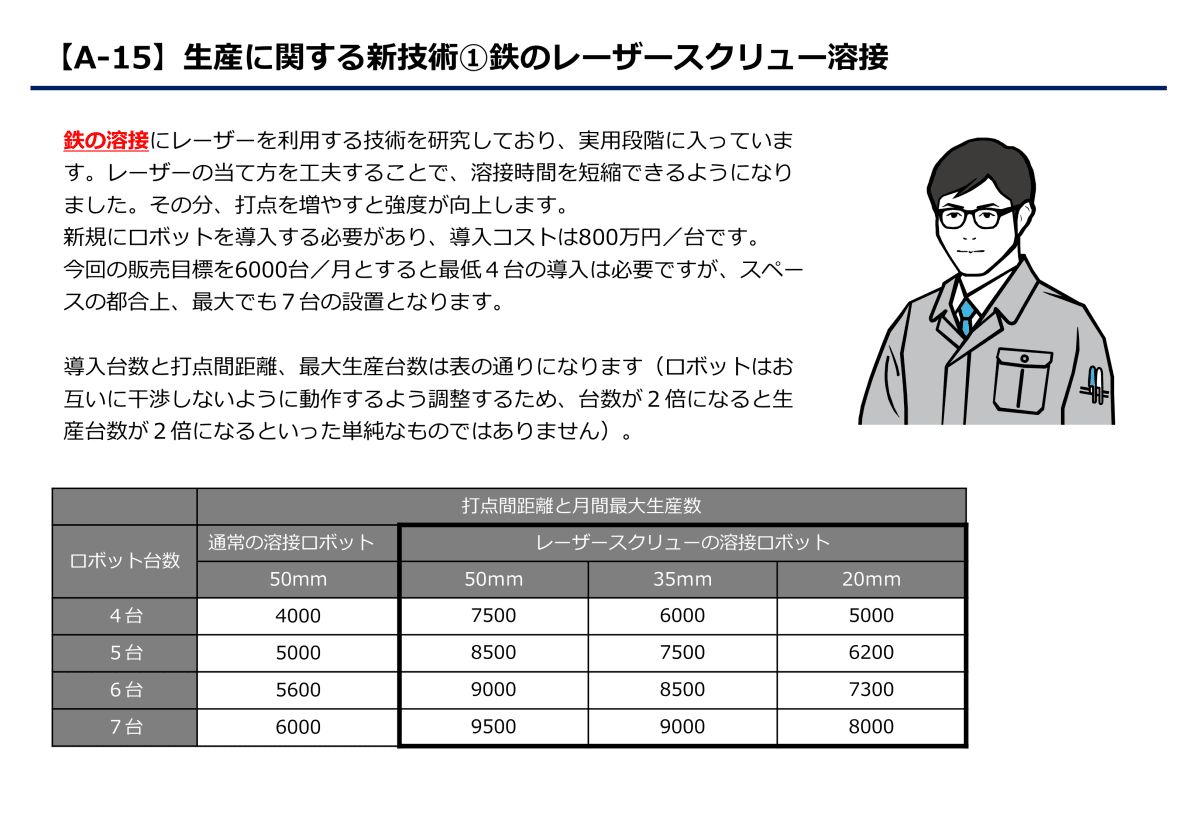 【A-15】生産に関する新技術①鉄のレーザースクリュー溶接
鉄の溶接にレーザーを利用する技術を研究しており、実用段階に入っていま
す。レーザーの当て方を工夫することで、溶接時間を短縮できるようになり
ました。その分、打点を増やすと強度が向上します。
新規にロボットを導入する必要があり、導入コストは800万円／台です。
今回の販売目標を6000台／月とすると最低４台の導入は必要ですが、スペー
スの都合上、最大でも７台の設置となります。
導入台数と打点間距離、最大生産台数は表の通りになります（ロボットはお
互いに干渉しないように動作するよう調整するため、台数が２倍になると生
産台数が２倍になるといった単純なものではありません）。
打点間距離と月間最大生産数
ロボット台数 通常の溶接ロボット レーザースクリューの溶接ロボット
50mm 50mm 35mm 20mm
４台 4000 7500 6000 5000
５台 5000 8500 7500 6200
６台 5600 9000 8500 7300
７台 6000 9500 9000 8000